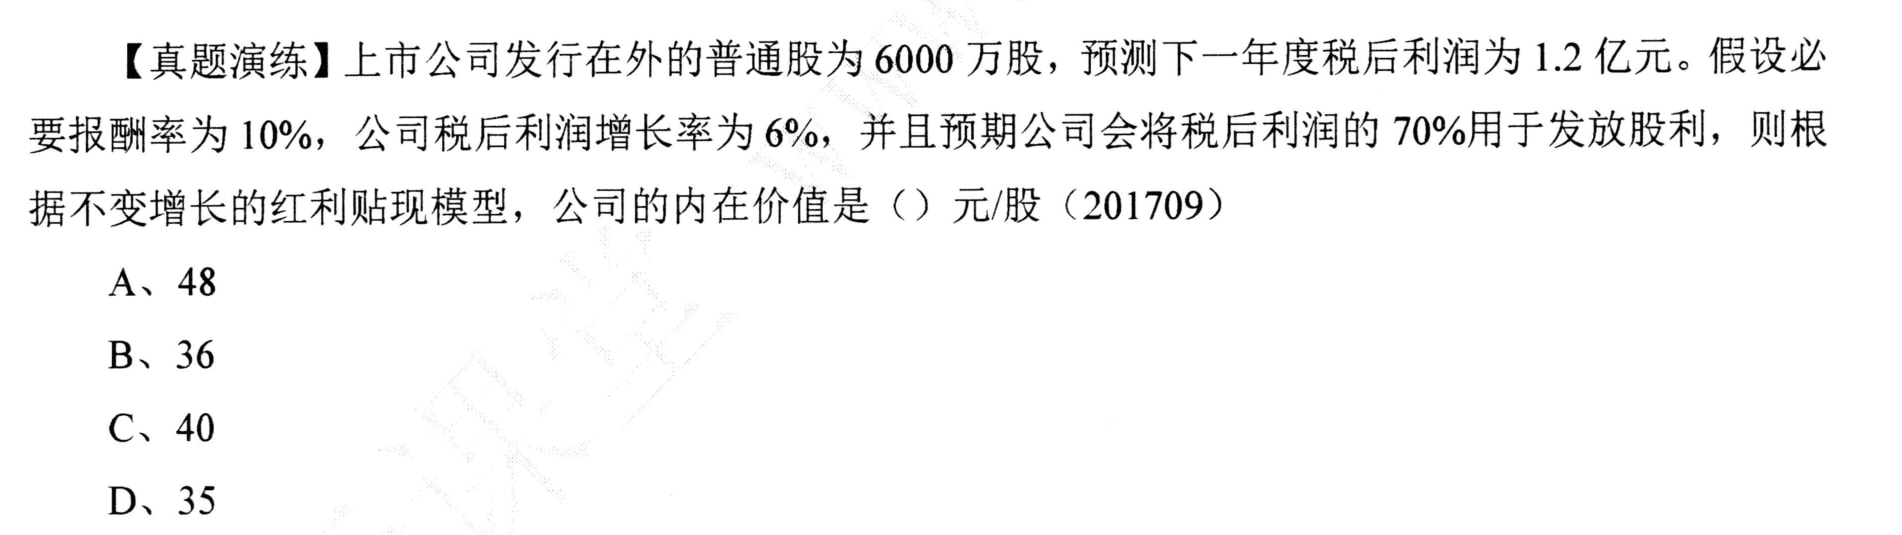 【真题演练】上市公司发行在外的普通股为 6000 万股，预测下一年度税后利润为 1.2 亿元。假设必
要报酬率为 10%，公司税后利润增长率为 6%，并且预期公司会将税后利润的 70%用于发放股利，则根
据不变增长的红利贴现模型，公司的内在价值是（）元/股（201709）
A、48
B、36
C、40
D、35